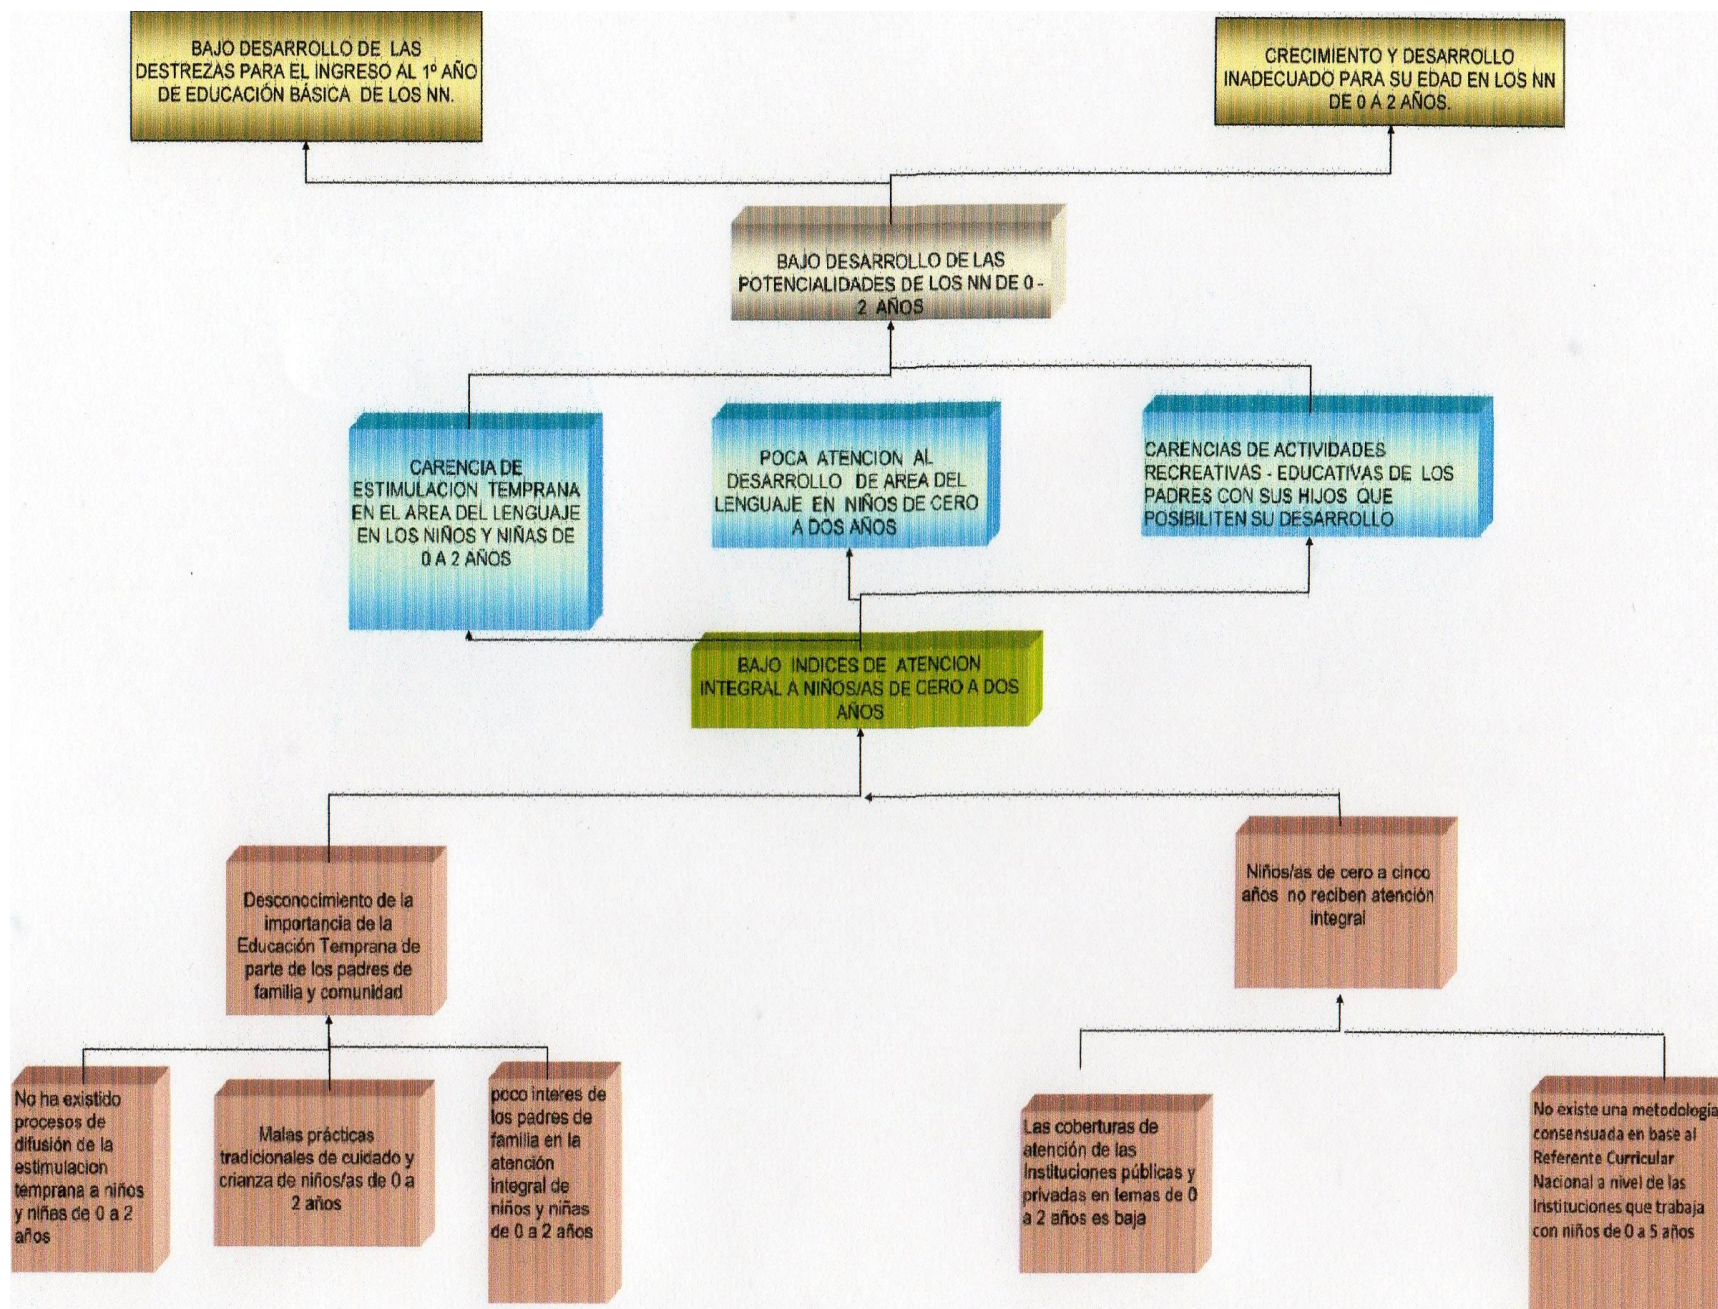 BAJO DESARROLLO DE LAS
DESTREZAS PARA EL INGRESO AL 1º AÑO
DE EDUCACIÓN BÁSICA DE LOS NN.
CRECIMIENTO Y DESARROLLO
INADECUADO PARA SU EDAD EN LOS NN
DE 0 A 2 AÑOS.
BAJO DESARROLLO DE LAS
POTENCIALIDADES DE LOS NN DE 0 -
2 AÑOS
CARENCIA DE
ESTIMULACION TEMPRANA
EN EL AREA DEL LENGUAJE
EN LOS NIÑOS Y NIÑAS DE
0 A 2 AÑOS
POCA ATENCION AL
DESARROLLO DE AREA DEL
LENGUAJE EN NIÑOS DE CERO
A DOS AÑOS
CARENCIAS DE ACTIVIDADES
RECREATIVAS - EDUCATIVAS DE LOS
PADRES CON SUS HIJOS QUE
POSIBILITEN SU DESARROLLO
BAJO INDICES DE ATENCION
INTEGRAL A NIÑOS/AS DE CERO A DOS
AÑOS
Desconocimiento de la
importancia de la
Educación Temprana de
parte de los padres de
familia y comunidad
Niños/as de cero a cinco
años no reciben atención
integral
No ha existido
procesos de
difusión de la
estimulacion
temprana a niños
y niñas de 0 a 2
años
Malas prácticas
tradicionales de cuidado y
crianza de niños/as de 0 a
2 años
poco interes de
los padres de
familia en la
atención
integral de
niños y niñas
de 0 a 2 años
Las coberturas de
atención de las
Instituciones públicas y
privadas en temas de 0
a 2 años es baja
No existe una metodología
consensuada en base al
Referente Curricular
Nacional a nivel de las
Instituciones que trabaja
con niños de 0 a 5 años